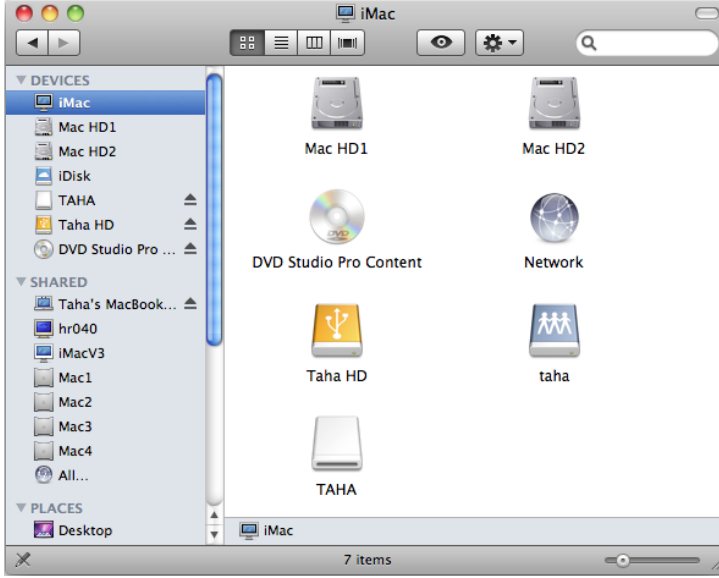 iMac
DEVICES
iMac
Mac HD1
Mac HD2
iDisk
TAHA
Taha HD
DVD Studio Pro ...
SHARED
Taha's MacBook...
hr040
iMacV3
Mac1
Mac2
Mac3
Mac4
All...
PLACES
Desktop
Mac HD1 Mac HD2
DVD
DVD Studio Pro Content Network
Taha HD taha
TAHA
iMac
7 items